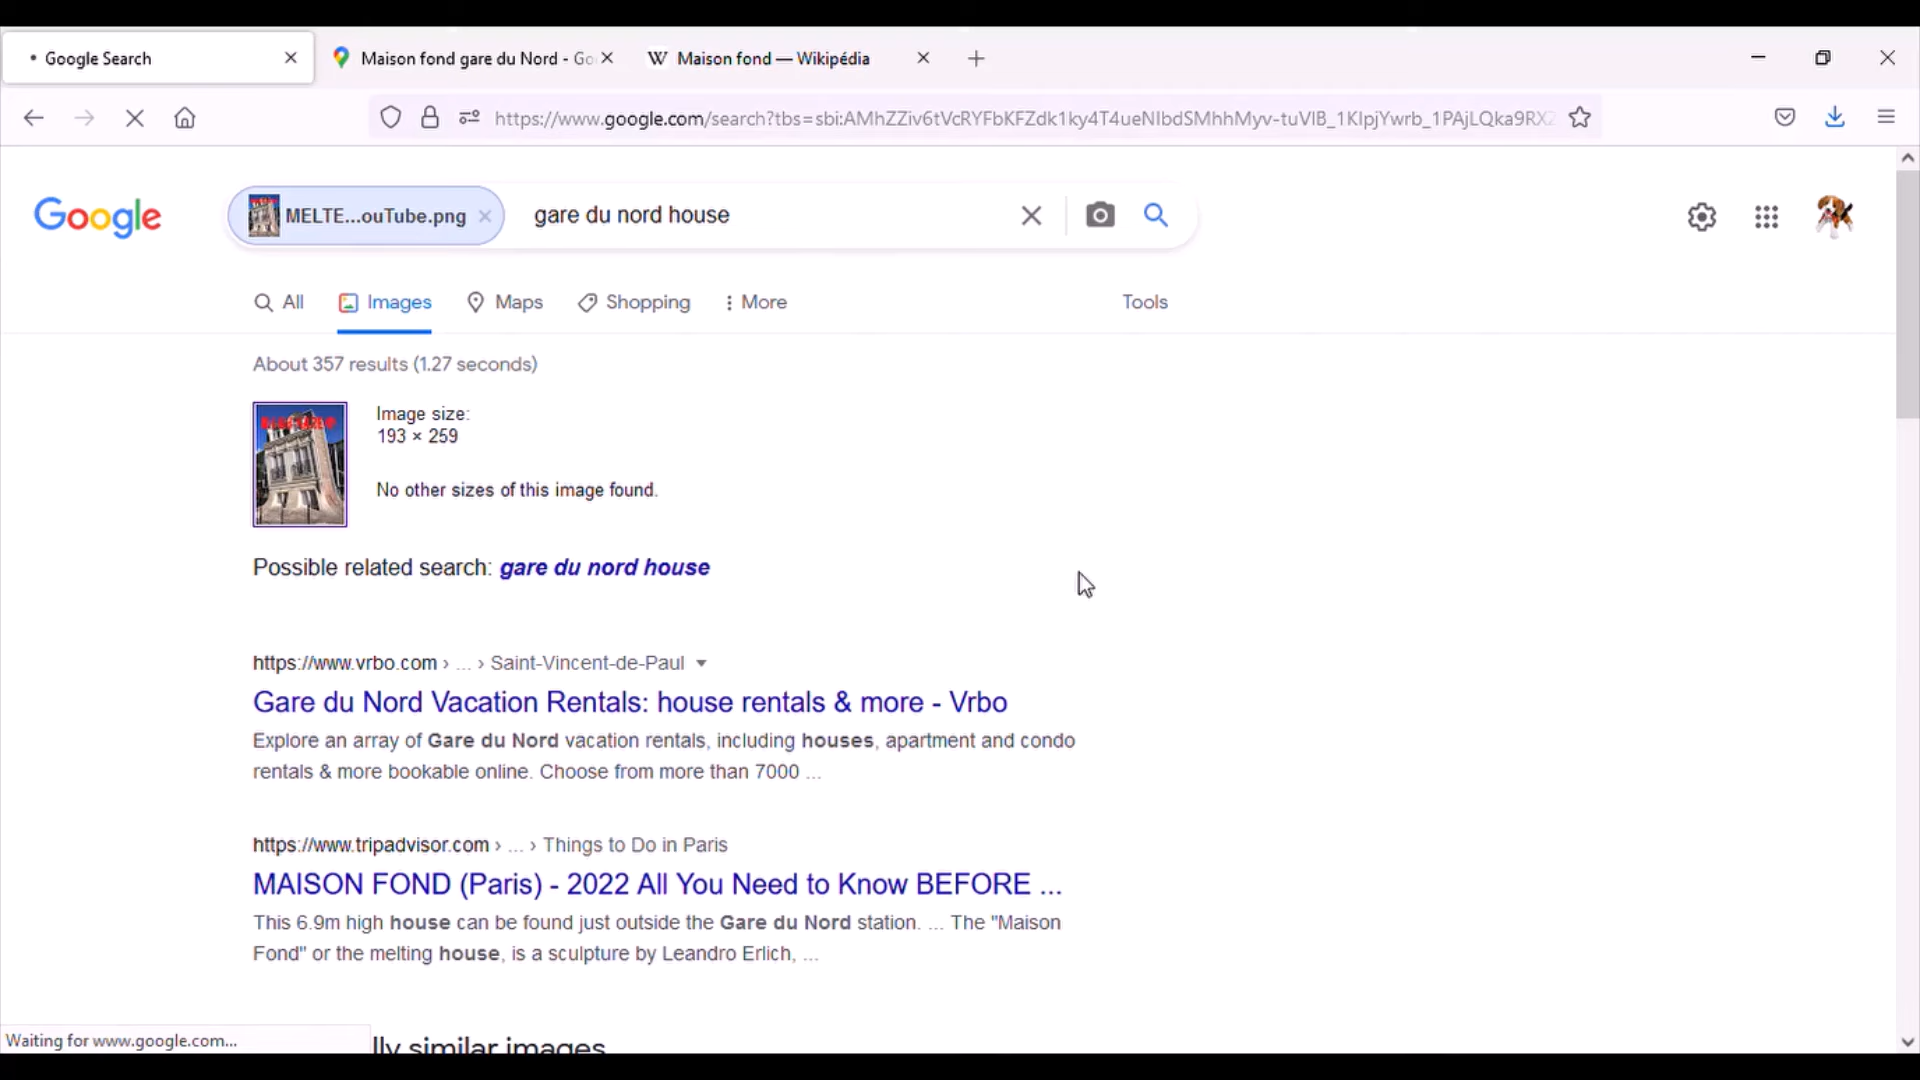 Google Search
Maison fond gare du Nord - Go
W Maison fond — Wikipédia
https://www.google.com/search?tbs=sbi:AMhZZiv6tVcRYFbKFZdk1ky4T4ueNIbdSMhhMyv-tuVlB_1KIpjYwrb_1PAjLQka9RXZ
Google
MELTE...ouTube.png
gare du nord house
All
Images
Maps
Shopping
More
Tools
About 357 results (1.27 seconds)
Image size:
193 × 259
No other sizes of this image found.
Possible related search: gare du nord house
https://www.vrbo.com › ... › Saint-Vincent-de-Paul
Gare du Nord Vacation Rentals: house rentals & more - Vrbo
Explore an array of Gare du Nord vacation rentals, including houses, apartment and condo
rentals & more bookable online. Choose from more than 7000 ...
https://www.tripadvisor.com › ... › Things to Do in Paris
MAISON FOND (Paris) - 2022 All You Need to Know BEFORE ...
This 6.9m high house can be found just outside the Gare du Nord station. ... The "Maison
Fond" or the melting house, is a sculpture by Leandro Erlich, ...
Waiting for www.google.com...
lly similar images